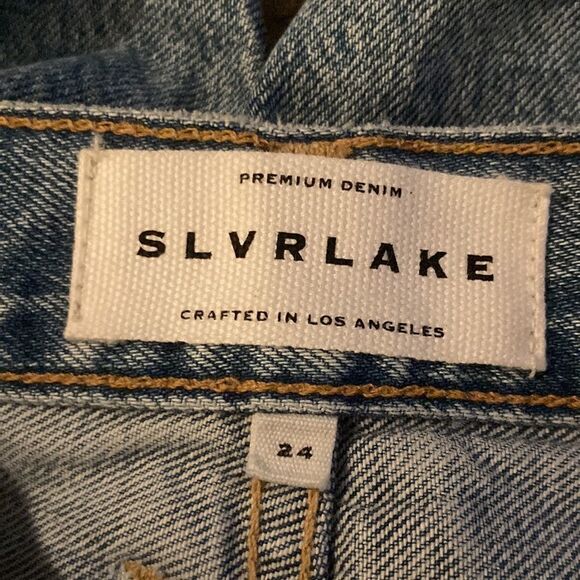 PREMIUM DENIM
SLVRLAKE
CRAFTED IN LOS ANGELES
24